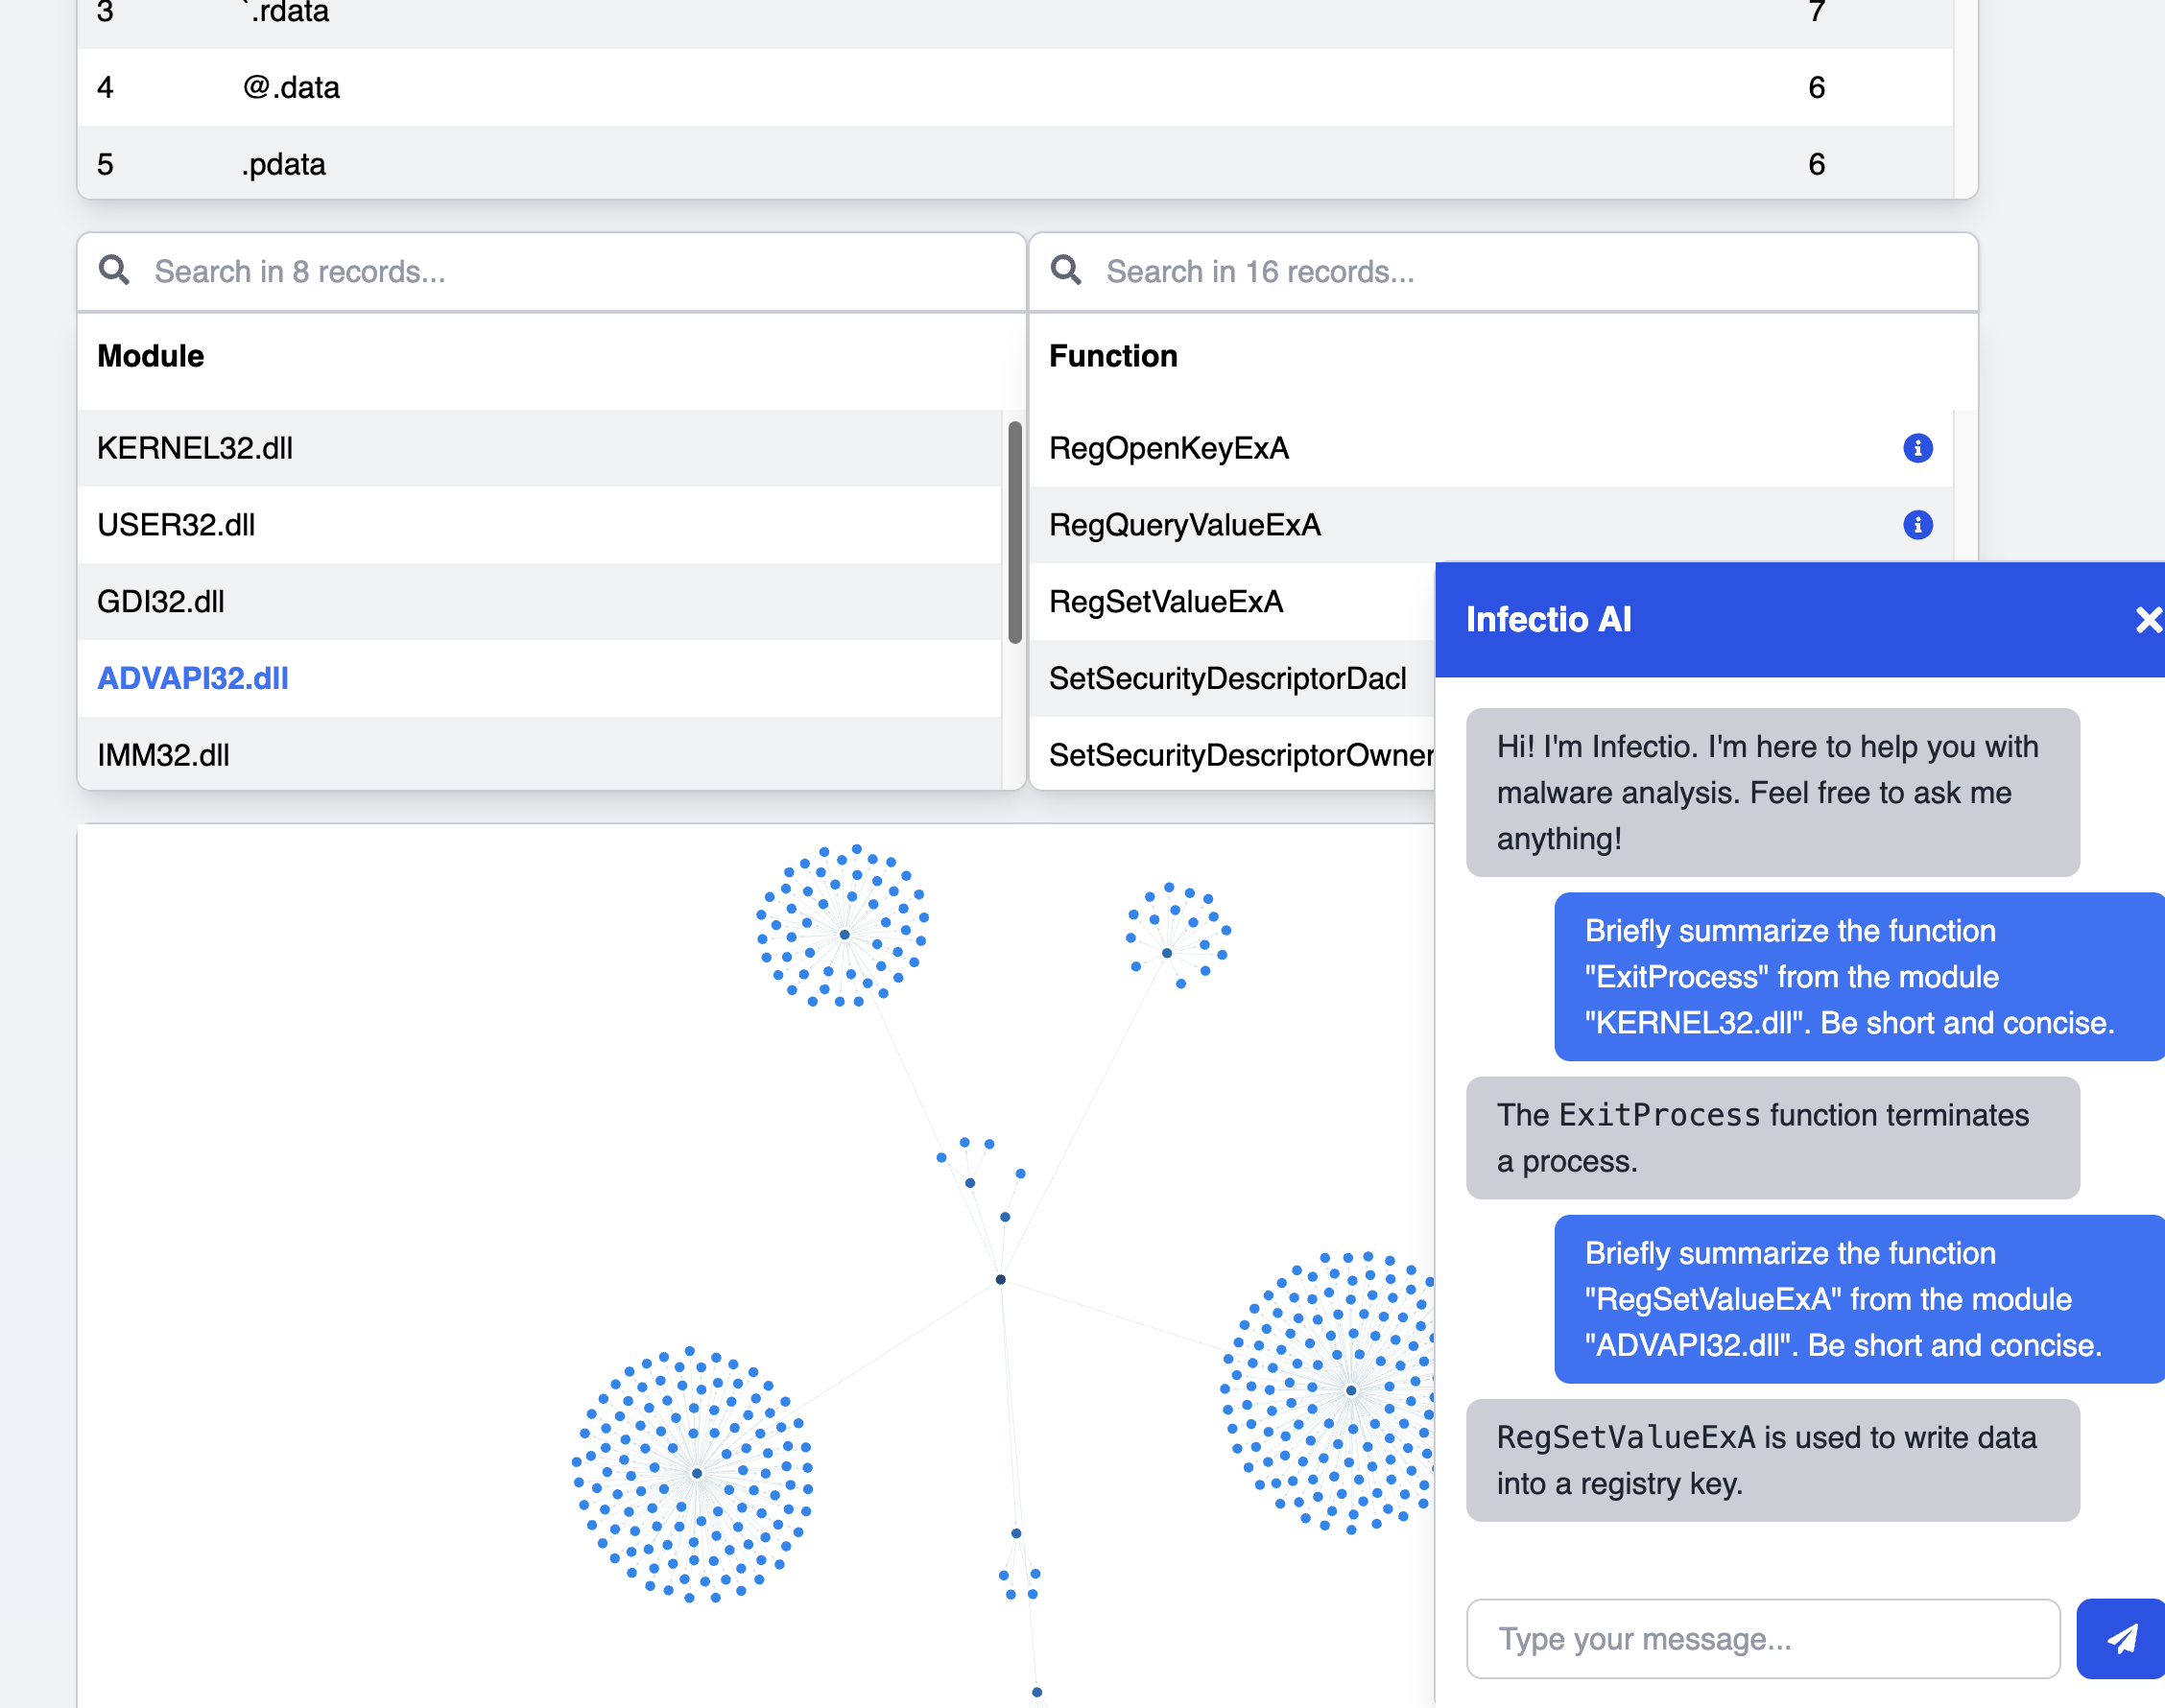 3 `.rdata 7
4 @.data 6
5 .pdata 6
Search in 8 records...
Module
KERNEL32.dll
USER32.dll
GDI32.dll
ADVAPI32.dll
IMM32.dll
Search in 16 records...
Function
RegOpenKeyExA
RegQueryValueExA
RegSetValueExA
SetSecurityDescriptorDacl
SetSecurityDescriptorOwner
Infectio AI
Hi! I'm Infectio. I'm here to help you with
malware analysis. Feel free to ask me
anything!
Briefly summarize the function
"ExitProcess" from the module
"KERNEL32.dll". Be short and concise.
The ExitProcess function terminates
a process.
Briefly summarize the function
"RegSetValueExA" from the module
"ADVAPI32.dll". Be short and concise.
RegSetValueExA is used to write data
into a registry key.
Type your message...